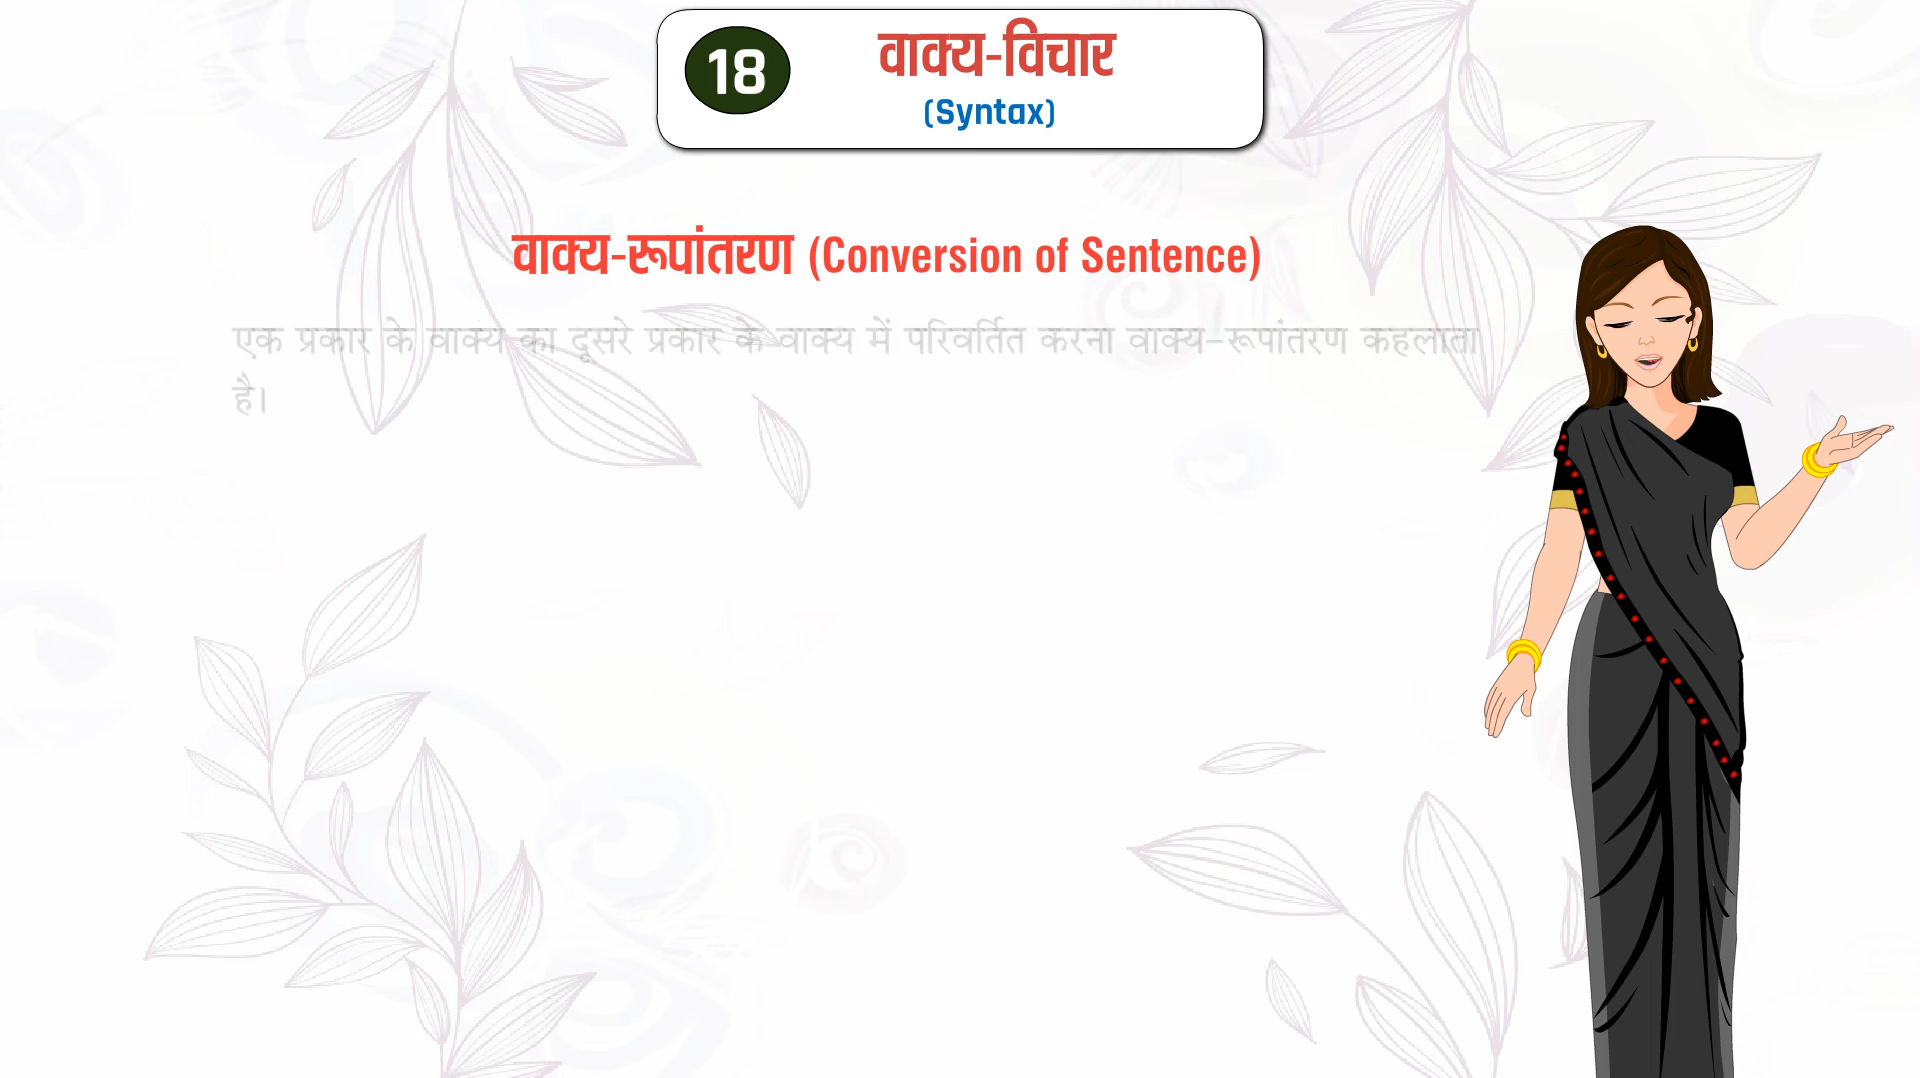 18
वाक्य-विचार
(Syntax)
वाक्य-रूपांतरण (Conversion of Sentence)
एक प्रकार के वाक्य का दूसरे प्रकार के वाक्य में परिवर्तित करना वाक्य-रूपांतरण कहलाता
है।